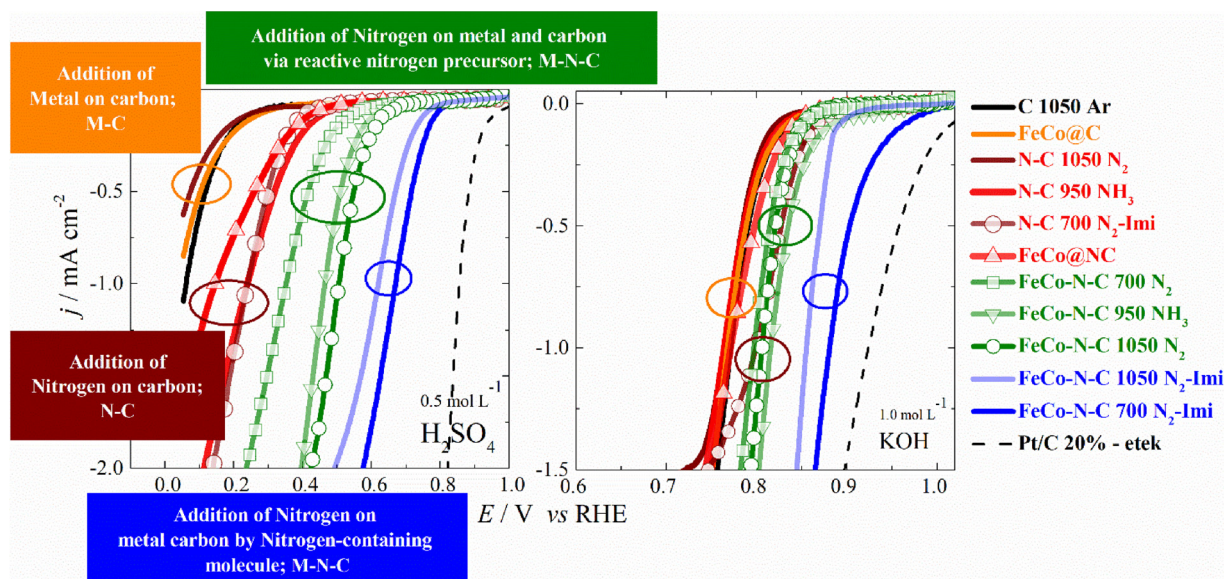 Addition of Nitrogen on metal and carbon
via reactive nitrogen precursor; M-N-C
Addition of
Metal on carbon;
M-C
Addition of
Nitrogen on carbon;
N-C
Addition of Nitrogen on
metal carbon by Nitrogen-containing
molecule; M-N-C
j / mA cm-2
-0.5
-1.0
-2.0
0.0 0.2 0.4 0.6 0.8 1.0
0.5 mol L-1
H2SO4
0.0
-0.5
-1.0
-1.5
0.6 0.7 0.8 0.9 1.0
1.0 mol L-1
KOH
E / V vs RHE
C 1050 Ar
FeCo@C
N-C 1050 N2
N-C 950 NH3
N-C 700 N2-Imi
FeCo@NC
FeCo-N-C 700 N2
FeCo-N-C 950 NH3
FeCo-N-C 1050 N2
FeCo-N-C 1050 N2-Imi
FeCo-N-C 700 N2-Imi
Pt/C 20% - etek